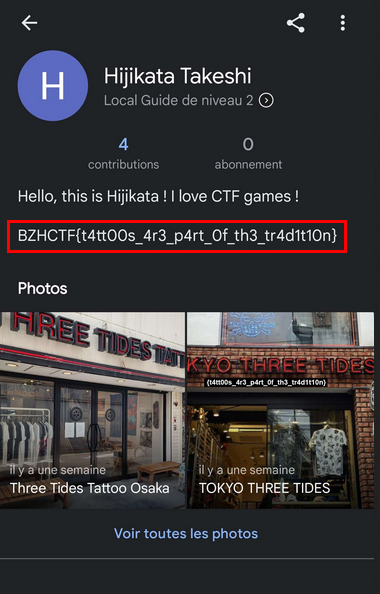 H
Hijikata Takeshi
Local Guide de niveau 2
4
contributions
0
abonnement
Hello, this is Hijikata ! I love CTF games !
BZHCTF{t4tt00s_4r3_p4rt_0f_th3_tr4d1t10n}
Photos
THREE TIDES TATT
il y a une semaine
Three Tides Tattoo Osaka
KYO THREE TIDES
{t4tt00s_4r3_p4rt_0f_th3_tr4d1t10n}
il y a une semaine
TOKYO THREE TIDES
Voir toutes les photos